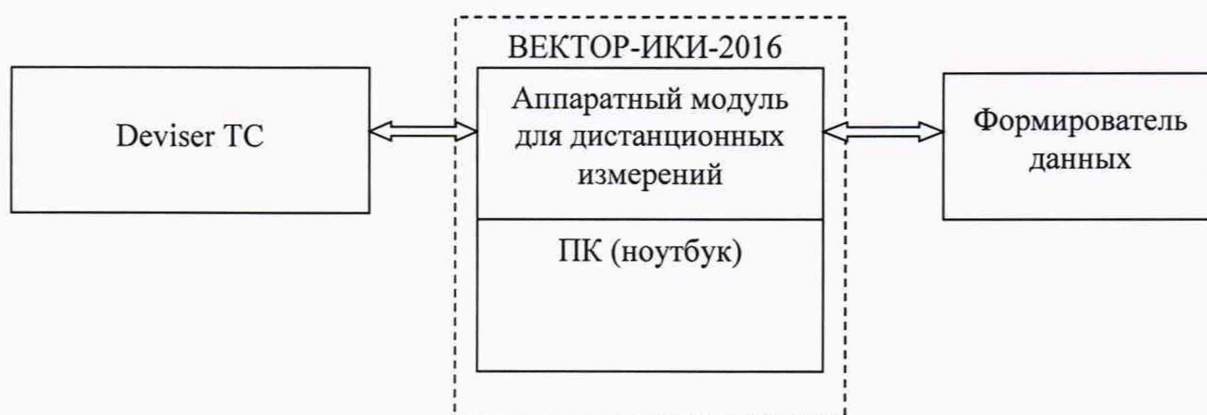 ВЕКТОР-ИКИ-2016
Deviser TC
Аппаратный модуль
для дистанционных
измерений
Формирователь
данных
ПК (ноутбук)